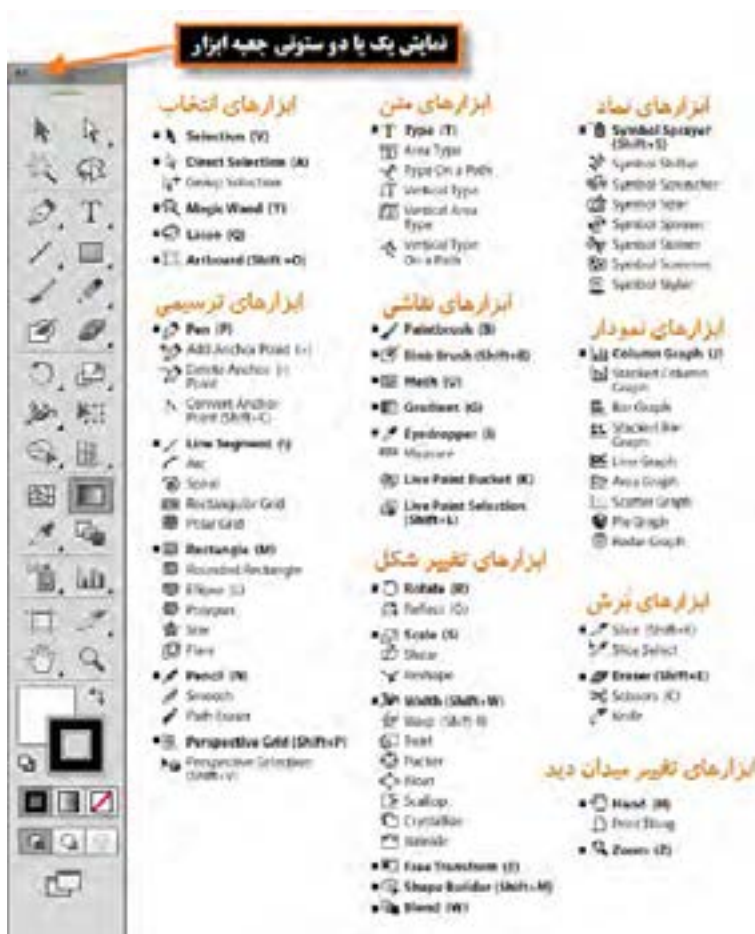 نمایش یک یا دو ستونی جعبه ابزار
ابزارهای انتخاب
Selection (V)
Direct Selection (A)
Group Selection
Magic Wand (Y)
Lasso (Q)
Artboard (Shift+O)
ابزارهای ترسیمی
Pen (P)
Add Anchor Point (+)
Delete Anchor (-)
Point
Convert Anchor
Point (Shift+C)
Line Segment (\)
Arc
Spiral
Rectangular Grid
Polar Grid
Rectangle (M)
Rounded Rectangle
Ellipse (L)
Polygon
Star
Flare
Pencil (N)
Smooth
Path Eraser
Perspective Grid (Shift+P)
Perspective Selection
(Shift+V)
ابزارهای متن
Type (T)
Area Type
Type On a Path
Vertical Type
Vertical Area
Type
Vertical Type
On a Path
ابزارهای نقاشی
Paintbrush (B)
Blob Brush (Shift+B)
Mesh (U)
Gradient (G)
Eyedropper (I)
Measure
Live Paint Bucket (K)
Live Paint Selection
(Shift+L)
ابزارهای تغییر شکل
Rotate (R)
Reflect (O)
Scale (S)
Shear
Reshape
Width (Shift+W)
Warp (Shift+R)
Twirl
Pucker
Bloat
Scallop
Crystallize
Wrinkle
Free Transform (E)
Shape Builder (Shift+M)
Blend (W)
ابزارهای نماد
Symbol Sprayer
(Shift+S)
Symbol Shifter
Symbol Scruncher
Symbol Sizer
Symbol Spinner
Symbol Stainer
Symbol Screener
Symbol Styler
ابزارهای نمودار
Column Graph (J)
Stacked Column
Graph
Bar Graph
Stacked Bar
Graph
Line Graph
Area Graph
Scatter Graph
Pie Graph
Radar Graph
ابزارهای بُرش
Slice (Shift+K)
Slice Select
Eraser (Shift+E)
Scissors (C)
Knife
ابزارهای تغییر میدان دید
Hand (H)
Print Tiling
Zoom (Z)